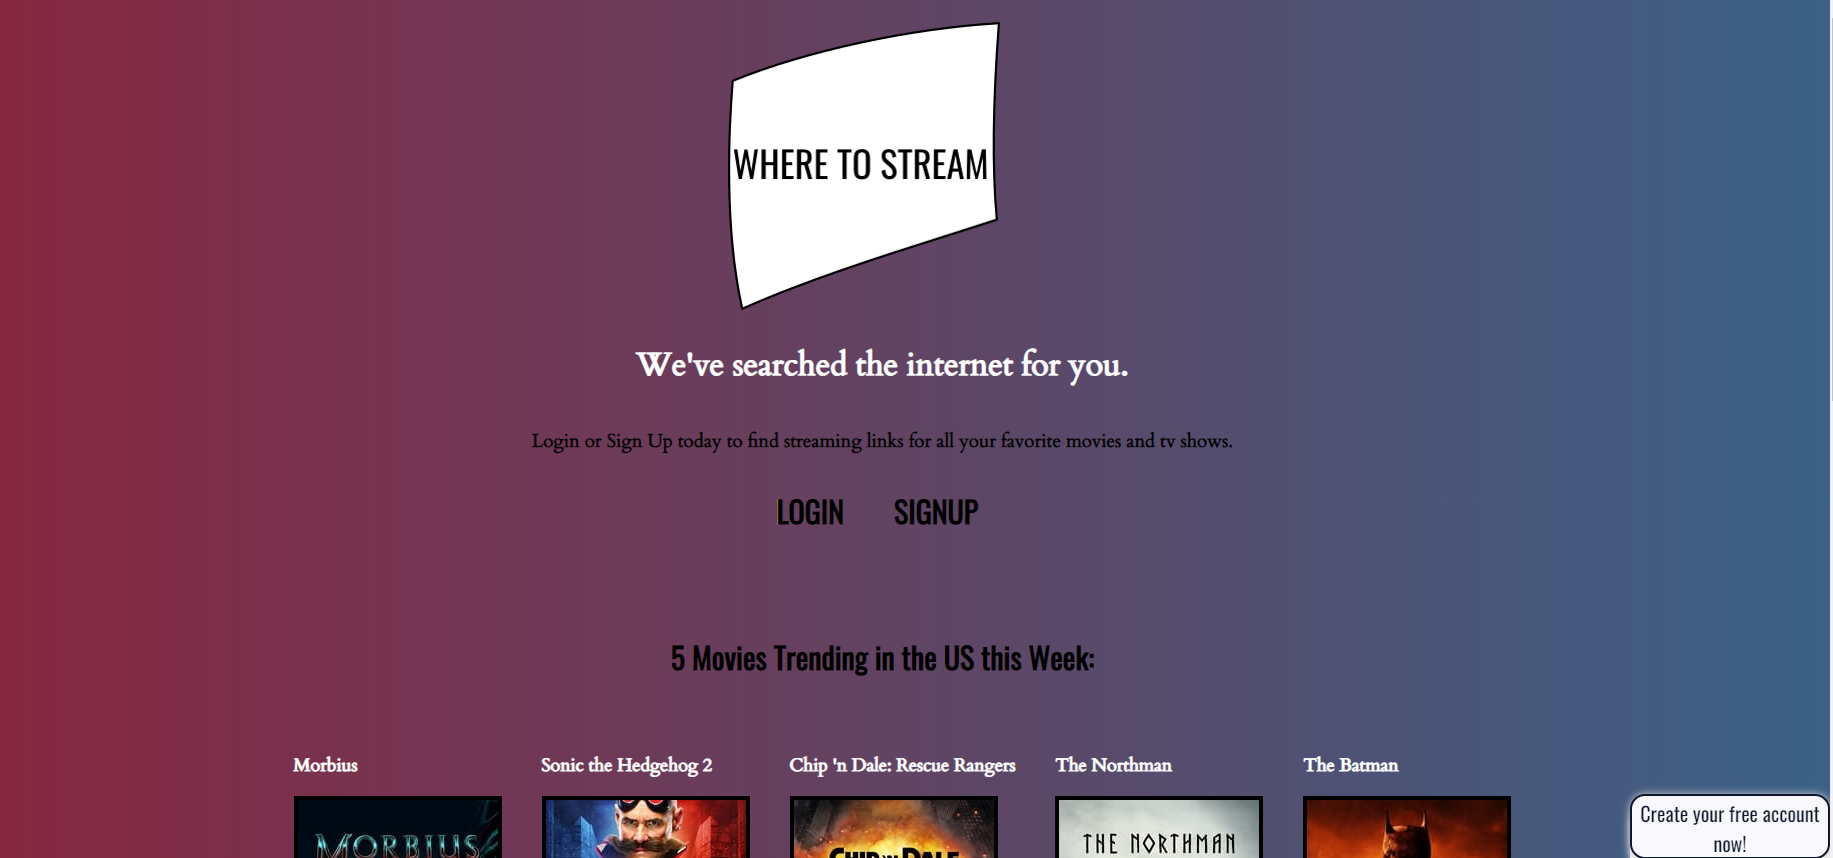 WHERE TO STREAM
We've searched the internet for you.
Login or Sign Up today to find streaming links for all your favorite movies and tv shows.
LOGIN SIGNUP
5 Movies Trending in the US this Week:
Morbius Sonic the Hedgehog 2 Chip 'n Dale: Rescue Rangers The Northman The Batman
MORBIUS CHIP 'N DALE THE NORTHMAN
Create your free account
now!